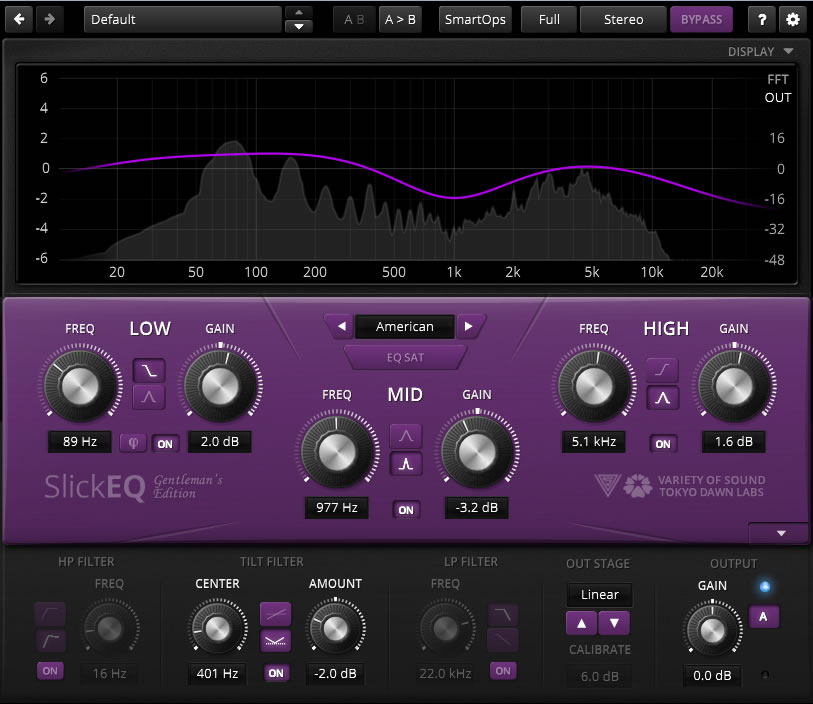 Default A B A > B SmartOps Full Stereo BYPASS ?
DISPLAY
FFT
OUT
6
4
2 16
0 0
-2 -16
-4 -32
-6 -48
20 50 100 200 500 1k 2k 5k 10k 20k
FREQ LOW GAIN
89 Hz φ ON 2.0 dB
American
EQ SAT
FREQ MID GAIN
977 Hz ON -3.2 dB
FREQ HIGH GAIN
5.1 kHz ON 1.6 dB
SlickEQ Gentleman's
Edition
VARIETY OF SOUND
TOKYO DAWN LABS
HP FILTER
FREQ
ON 16 Hz
TILT FILTER
CENTER AMOUNT
401 Hz ON -2.0 dB
LP FILTER
FREQ
22.0 kHz ON
OUT STAGE
Linear
CALIBRATE
6.0 dB
OUTPUT
GAIN
A
0.0 dB